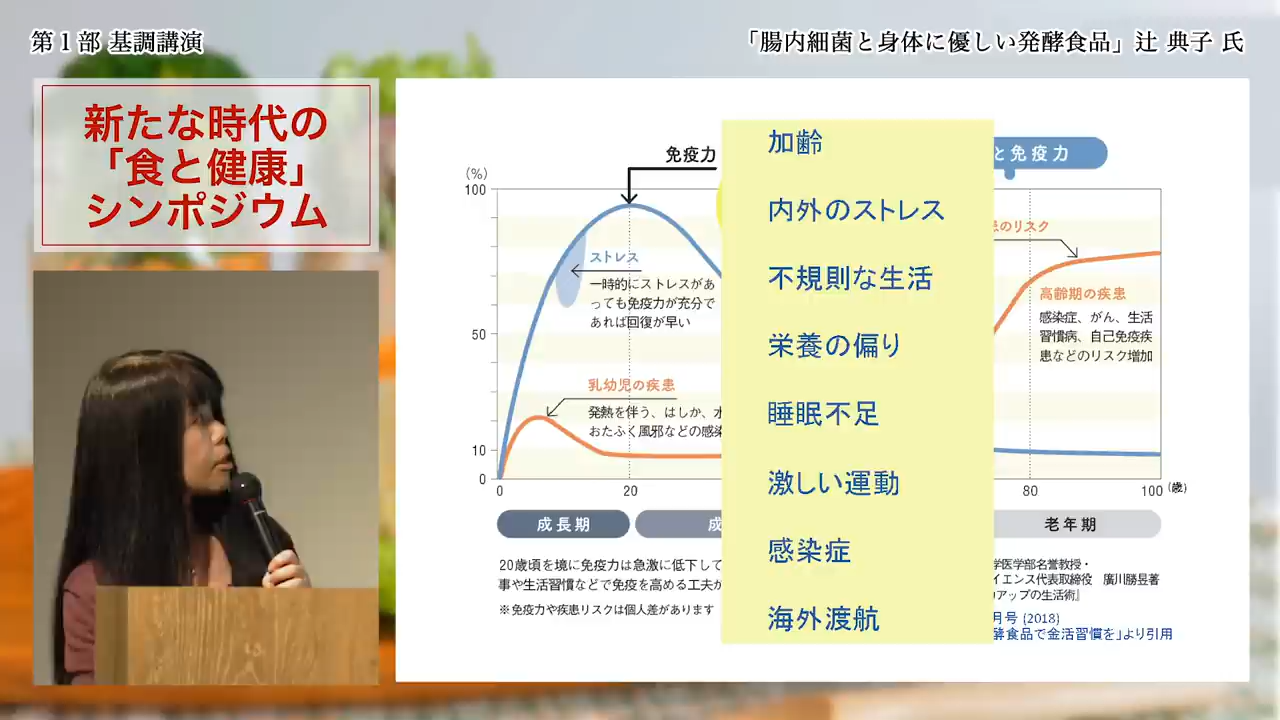 第1部 基調講演
「腸内細菌と身体に優しい発酵食品」辻 典子 氏
新たな時代の
「食と健康」
シンポジウム
加齢
内外のストレス
不規則な生活
栄養の偏り
睡眠不足
激しい運動
感染症
海外渡航
と免疫力
免疫力
(%)
100
50
10
0
ストレス
一時的にストレスがあ
っても免疫力が充分で
あれば回復が早い
乳幼児の疾患
発熱を伴う、はしか、水
おたふく風邪などの感染
患のリスク
高齢期の疾患
感染症、がん、生活
習慣病、自己免疫疾
患などのリスク増加
0
20
80
100
(歳)
成長期
成
老年期
20歳頃を境に免疫力は急激に低下して
事や生活習慣などで免疫を高める工夫が
※免疫力や疾患リスクは個人差があります
学医学部名誉教授・
イエンス代表取締役 廣川勝昱著
アップの生活術』
月号 (2018)
酵食品で金活習慣を」より引用